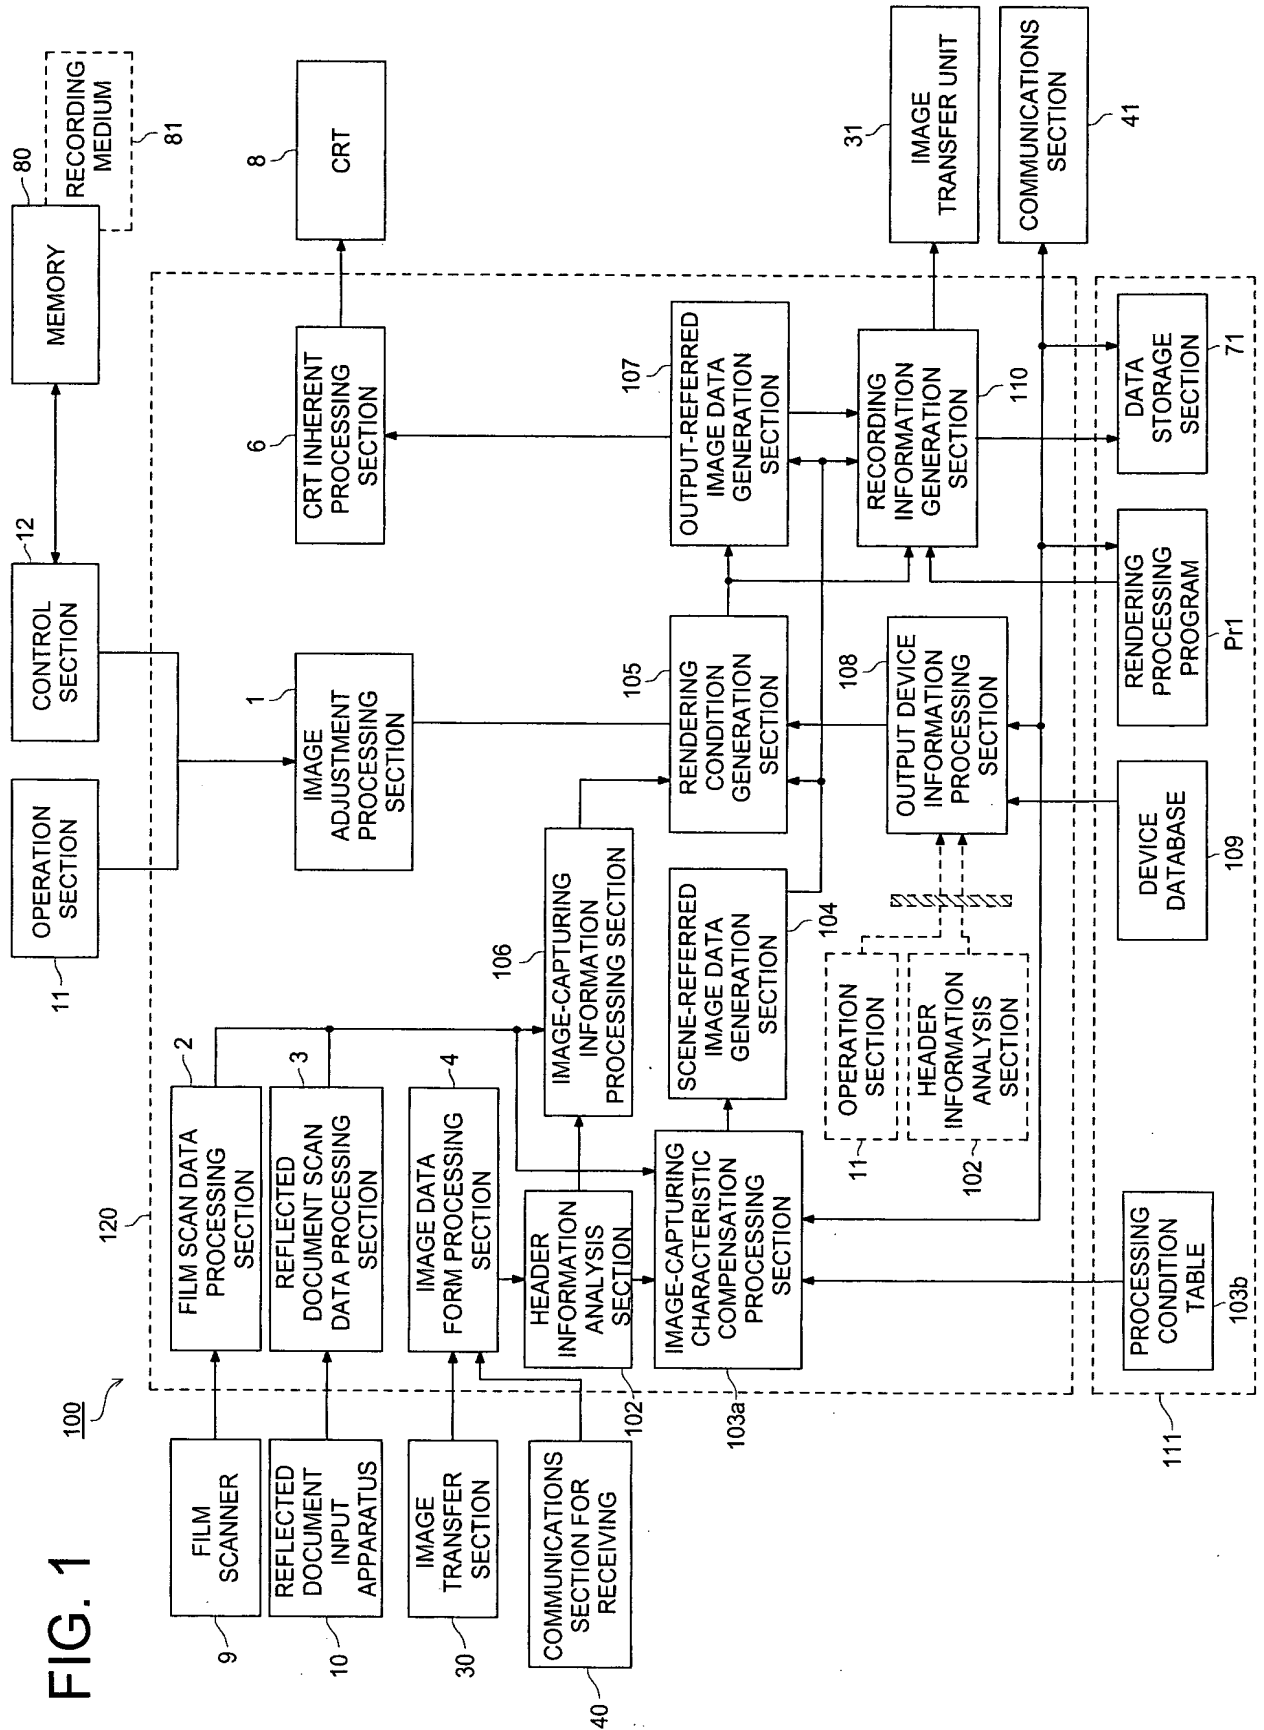 FIG. 1
100
OPERATION
SECTION
11
CONTROL
SECTION
12
MEMORY
80
RECORDING
MEDIUM
81
120
FILM
SCANNER
9
FILM SCAN DATA
PROCESSING
SECTION
2
REFLECTED
DOCUMENT
INPUT
APPARATUS
10
REFLECTED
DOCUMENT SCAN
DATA PROCESSING
SECTION
3
IMAGE
TRANSFER
SECTION
30
IMAGE DATA
FORM PROCESSING
SECTION
4
COMMUNICATIONS
SECTION FOR
RECEIVING
40
HEADER
INFORMATION
ANALYSIS
SECTION
102
IMAGE-CAPTURING
INFORMATION
PROCESSING SECTION
106
IMAGE
ADJUSTMENT
PROCESSING
SECTION
1
CRT INHERENT
PROCESSING
SECTION
6
CRT
8
IMAGE-CAPTURING
CHARACTERISTIC
COMPENSATION
PROCESSING
SECTION
103a
SCENE-REFERRED
IMAGE DATA
GENERATION
SECTION
104
RENDERING
CONDITION
GENERATION
SECTION
105
OUTPUT-REFERRED
IMAGE DATA
GENERATION
SECTION
107
OPERATION
SECTION
11
HEADER
INFORMATION
ANALYSIS
SECTION
102
OUTPUT DEVICE
INFORMATION
PROCESSING
SECTION
108
RECORDING
INFORMATION
GENERATION
SECTION
110
IMAGE
TRANSFER UNIT
31
COMMUNICATIONS
SECTION
41
PROCESSING
CONDITION
TABLE
103b
DEVICE
DATABASE
109
RENDERING
PROCESSING
PROGRAM
Pr1
DATA
STORAGE
SECTION
71
111